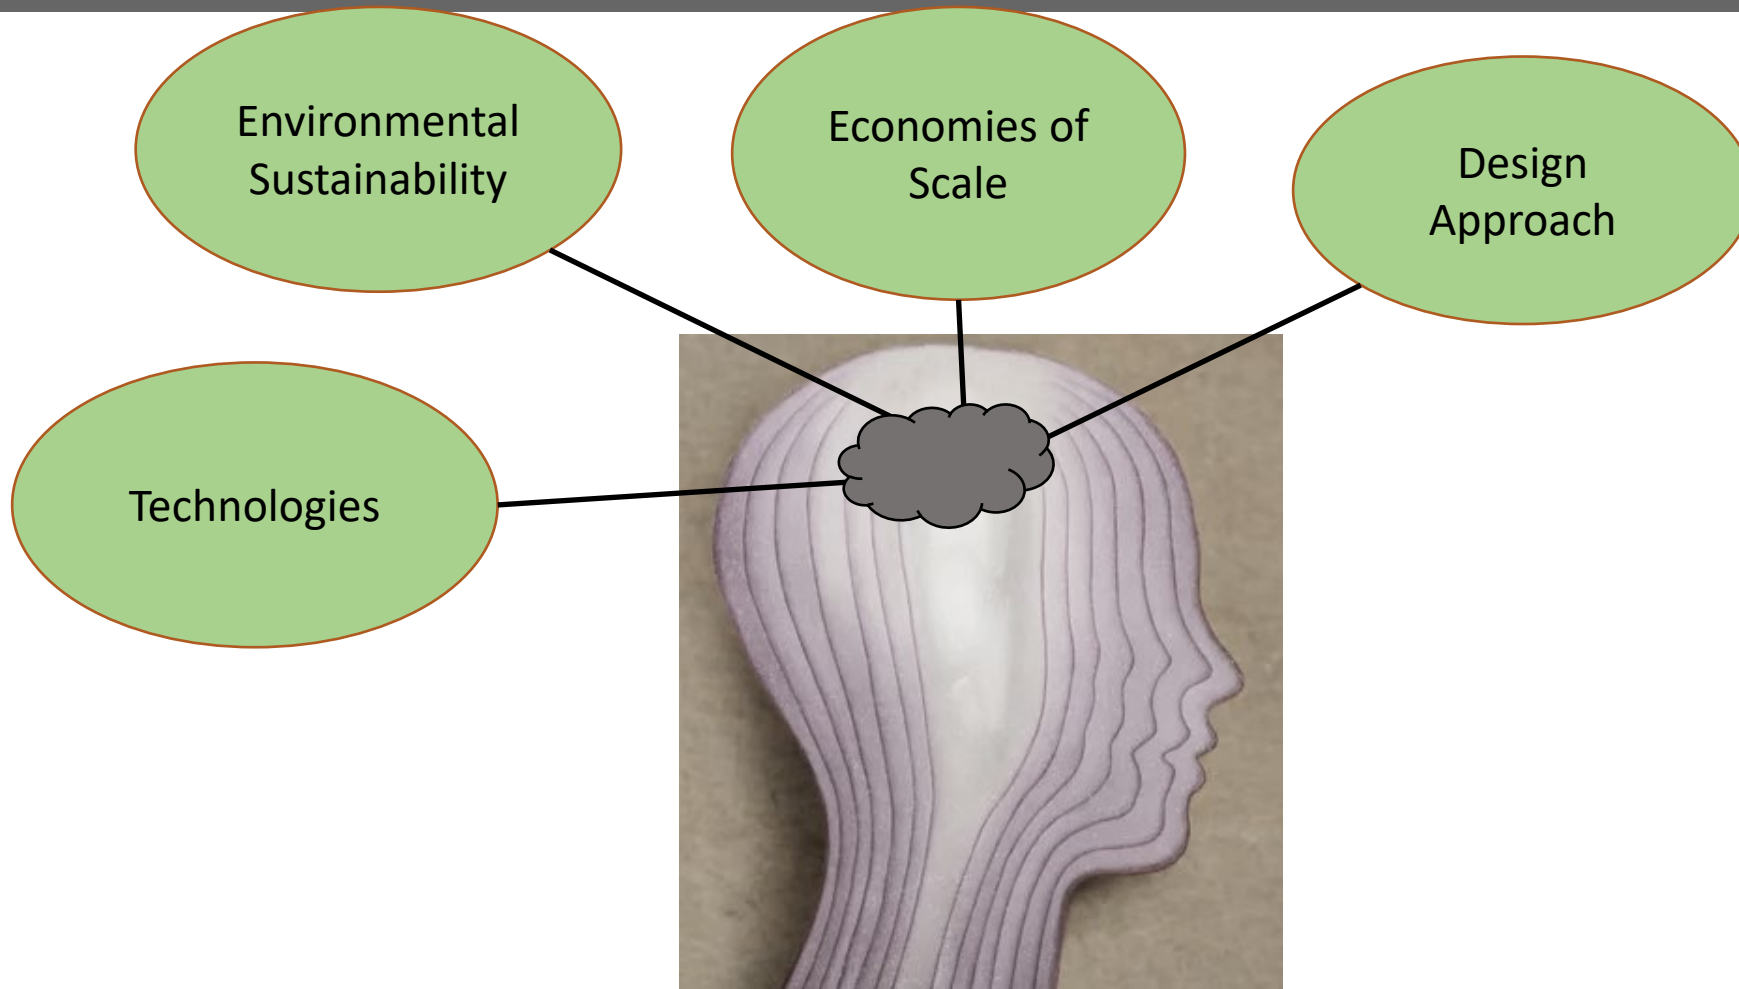 Environmental
Sustainability
Economies of
Scale
Design
Approach
Technologies